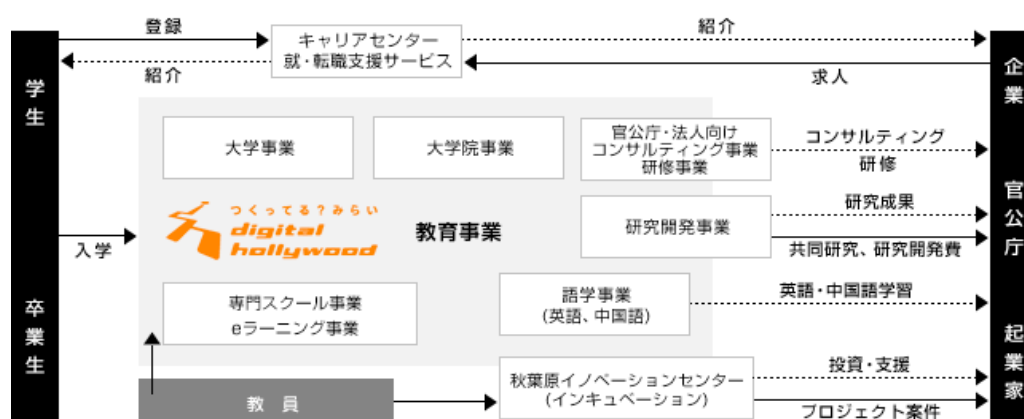 登録
紹介
キャリアセンター
就・転職支援サービス
紹介
求人
学生
企業
大学事業
大学院事業
官公庁・法人向け
コンサルティング事業
研修事業
コンサルティング
研修
官公庁
つくってる?みらい
digital
hollywood
教育事業
研究開発事業
研究成果
共同研究、研究開発費
入学
語学事業
(英語、中国語)
英語・中国語学習
専門スクール事業
eラーニング事業
卒業生
起業家
秋葉原イノベーションセンター
(インキュベーション)
投資・支援
プロジェクト案件
教 員